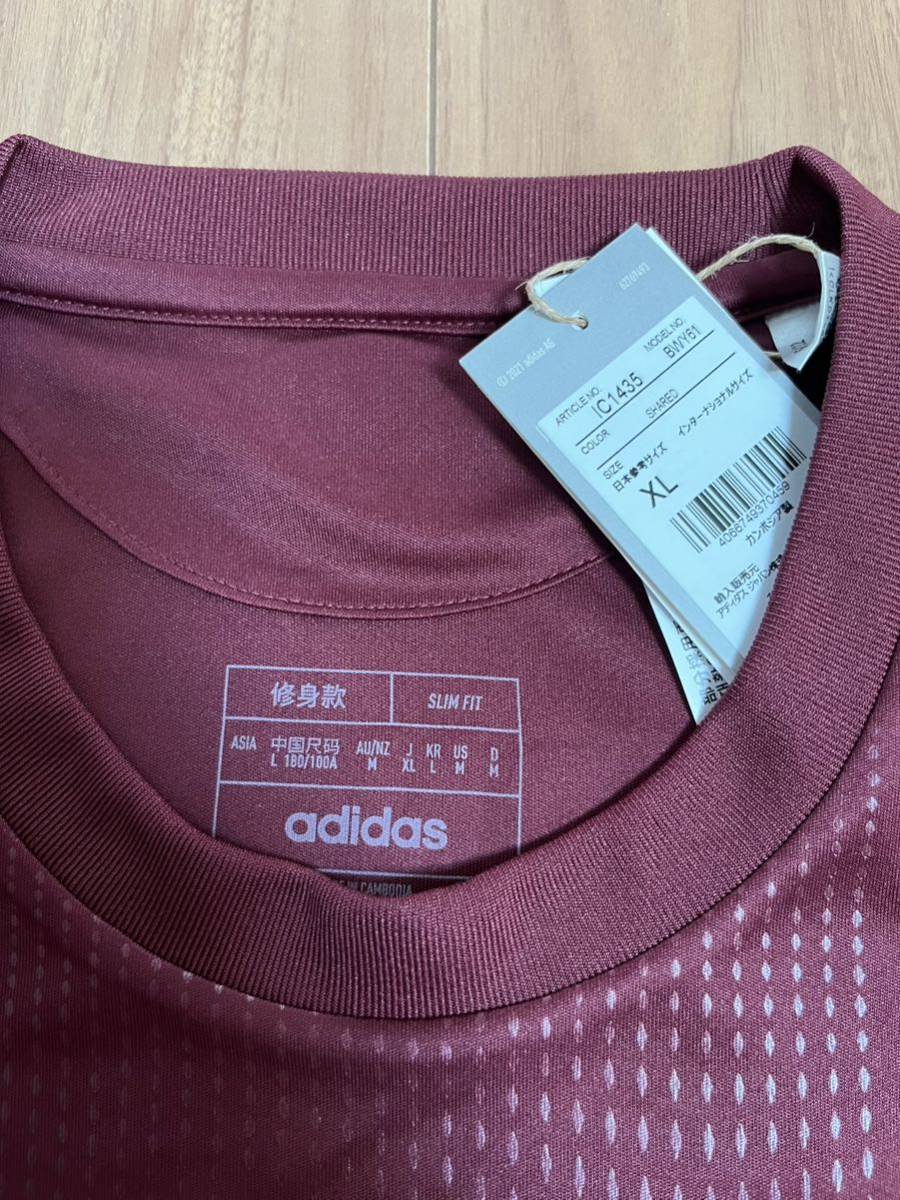 6270/1493
© 2021 adidas AG
ARTICLE NO.
MODEL NO.
IC1435
BWY61
COLOR
SHARED
SIZE
日本参考サイズ
インターナショナルサイズ
XL
4066749370459
カンボジア製
輸入販売元
アディダス ジャパン株
修身款
SLIM FIT
ASIA 中国尺码 AU/NZ J KR US D
L 180/100A M XL L M M
adidas
IN CAMBODIA